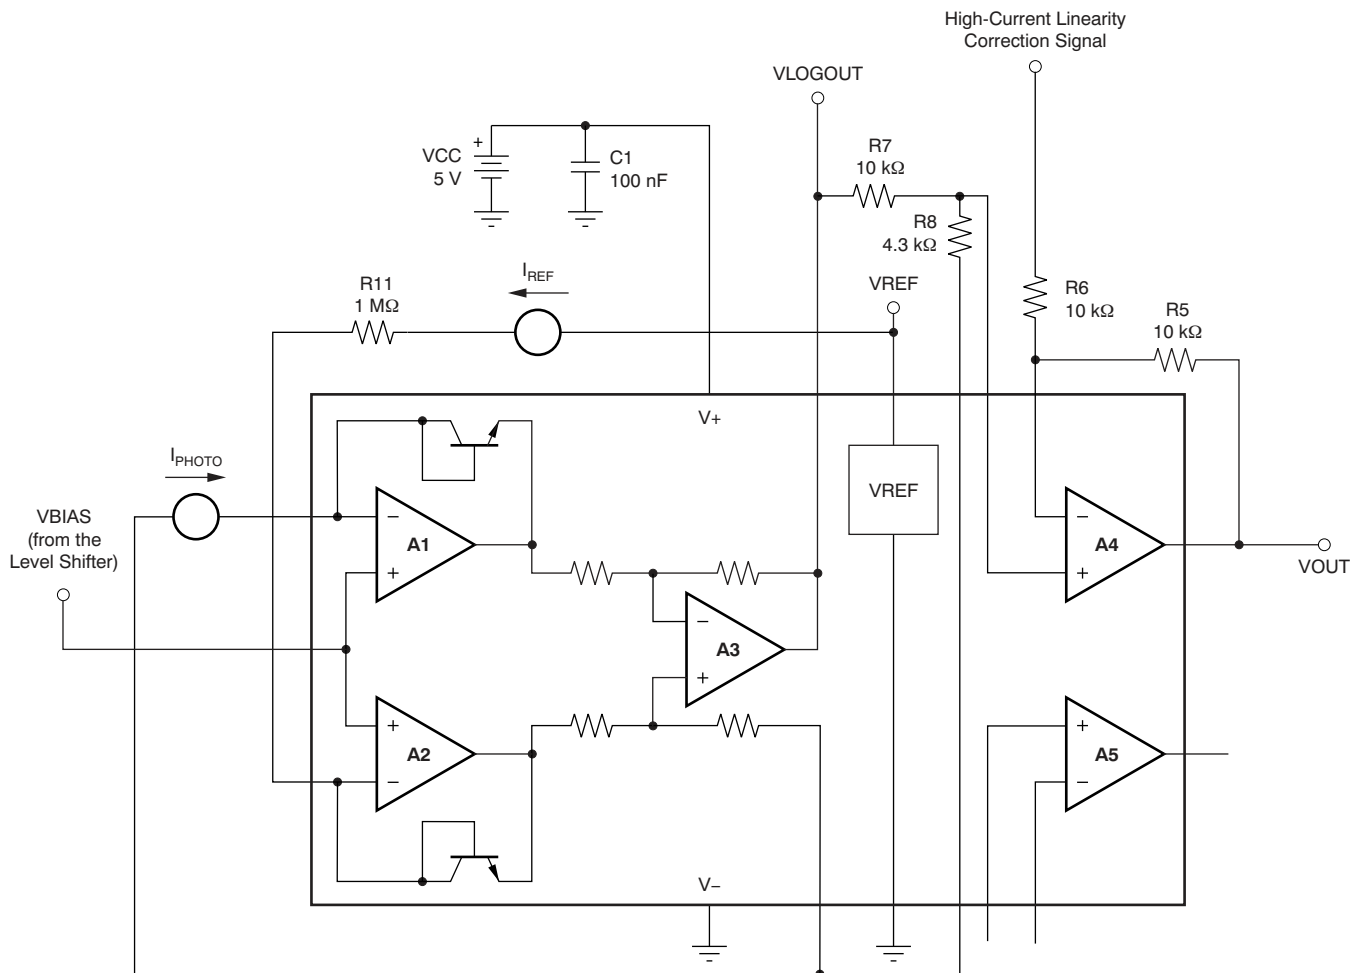 High-Current Linearity
Correction Signal
VLOGOUT
R7
10 kΩ
+
VCC
5 V
C1
100 nF
R8
4.3 kΩ
IREF
R11
1 MΩ
VREF
R6
10 kΩ
R5
10 kΩ
V+
IPHOTO
VREF
VBIAS
(from the
Level Shifter)
−
A1
+
−
A4
+
VOUT
−
A3
+
+
A2
−
+
A5
−
V−